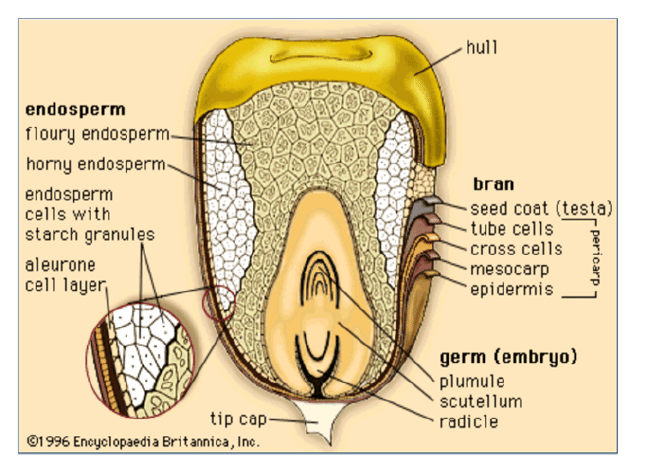 hull
endosperm
floury endosperm
horny endosperm
endosperm
cells with
starch granules
aleurone
cell layer
bran
seed coat (testa)
tube cells
cross cells
mesocarp
epidermis
pericarp
germ (embryo)
plumule
scutellum
radicle
tip cap
©1996 Encyclopaedia Britannica, Inc.